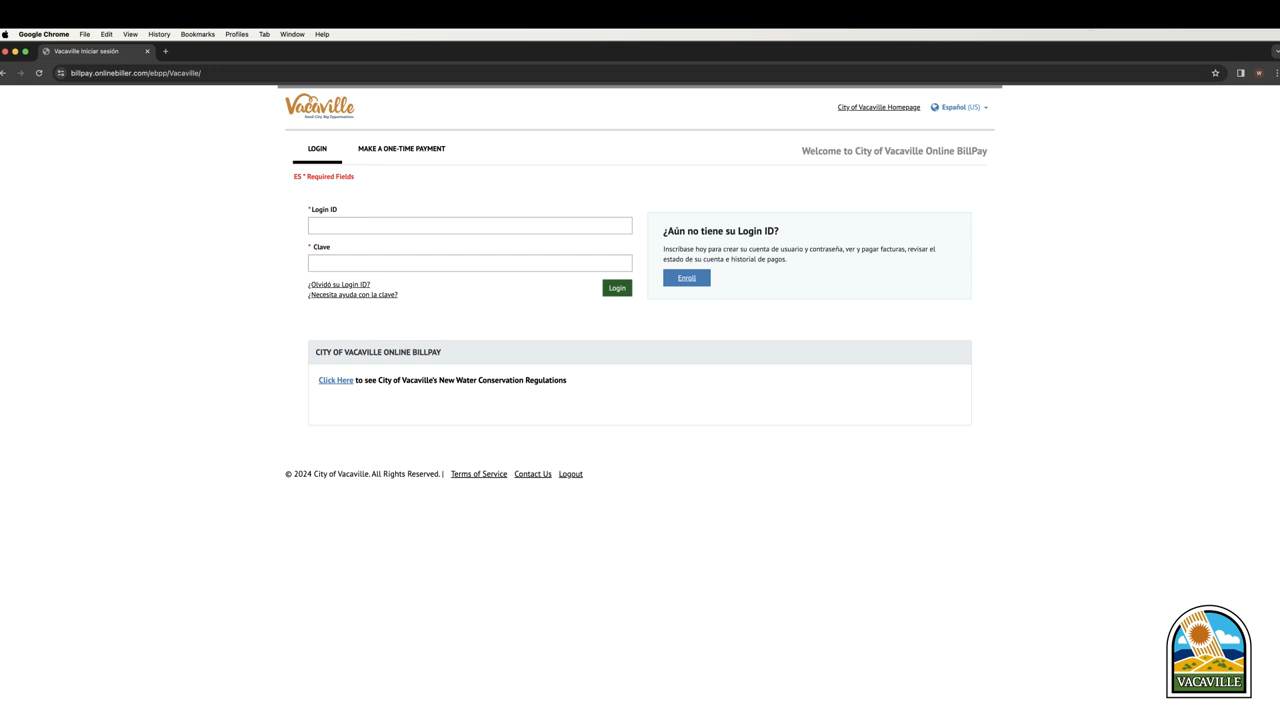 Google Chrome File Edit View History Bookmarks Profiles Tab Window Help
Vacaville Iniciar sesión
billpay.onlinebiller.com/ebpp/Vacaville/
W
Vacaville
Small City. Big Opportunities.
City of Vacaville Homepage
Español (US)
LOGIN
MAKE A ONE-TIME PAYMENT
Welcome to City of Vacaville Online BillPay
ES * Required Fields
*Login ID
* Clave
¿Olvidó su Login ID?
¿Necesita ayuda con la clave?
Login
¿Aún no tiene su Login ID?
Inscríbase hoy para crear su cuenta de usuario y contraseña, ver y pagar facturas, revisar el
estado de su cuenta e historial de pagos.
Enroll
CITY OF VACAVILLE ONLINE BILLPAY
Click Here to see City of Vacaville's New Water Conservation Regulations
© 2024 City of Vacaville. All Rights Reserved. | Terms of Service Contact Us Logout
VACAVILLE